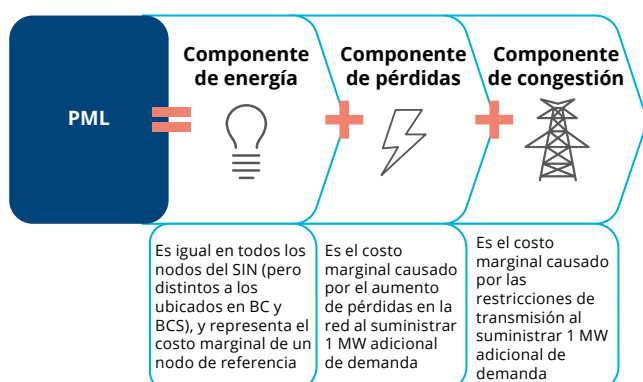 PML
Componente
de energía
Componente
de pérdidas
Componente
de congestión
Es igual en todos los
nodos del SIN (pero
distintos a los
ubicados en BC y
BCS), y representa el
costo marginal de un
nodo de referencia
Es el costo
marginal causado
por el aumento
de pérdidas en la
red al suministrar
1 MW adicional
de demanda
Es el costo
marginal causado
por las
restricciones de
transmisión al
suministrar 1 MW
adicional de
demanda